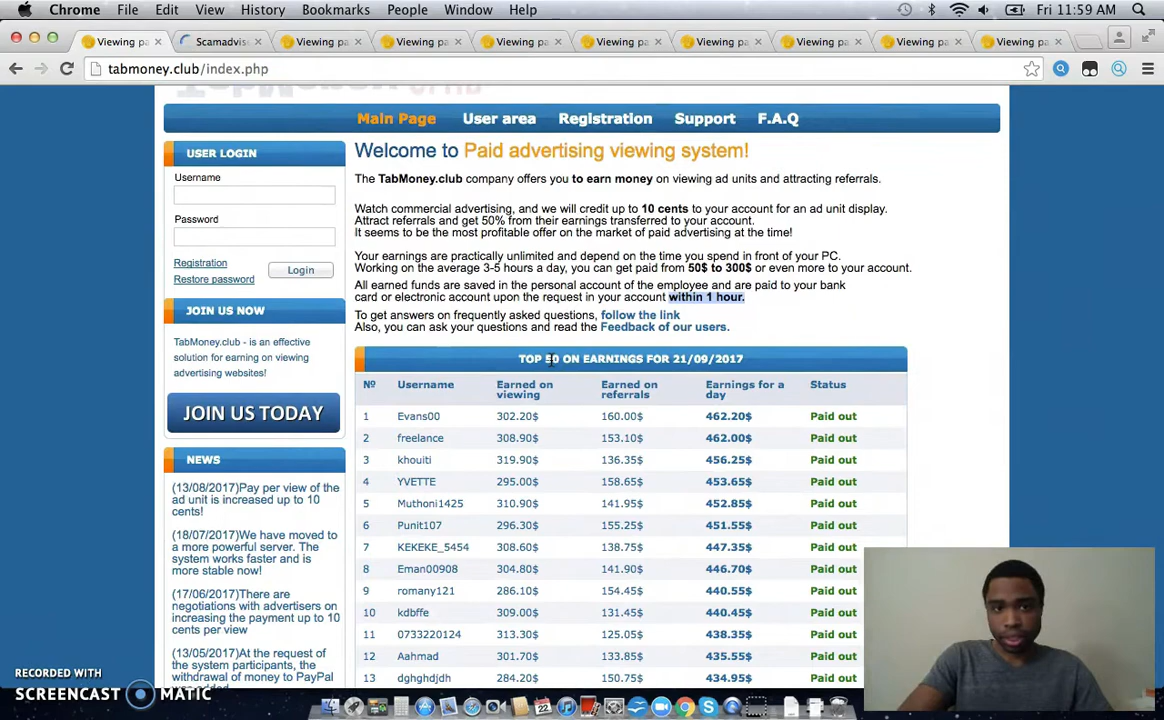 Chrome File Edit View History Bookmarks People Window Help Fri 11:59 AM
Viewing pa Scamadvis Viewing pa Viewing pa Viewing pa Viewing pa Viewing pa Viewing pa Viewing pa Viewing pa
tabmoney.club/index.php
Main Page User area Registration Support F.A.Q
USER LOGIN
Username
Password
Registration
Restore password
Login
JOIN US NOW
TabMoney.club - is an effective
solution for earning on viewing
advertising websites!
JOIN US TODAY
NEWS
(13/08/2017)Pay per view of the
ad unit is increased up to 10
cents!
(18/07/2017)We have moved to
a more powerful server. The
system works faster and is
more stable now!
(17/06/2017)There are
negotiations with advertisers on
increasing the payment up to 10
cents per view
(13/05/2017)At the request of
the system participants, the
withdrawal of money to PayPal
Welcome to Paid advertising viewing system!
The TabMoney.club company offers you to earn money on viewing ad units and attracting referrals.
Watch commercial advertising, and we will credit up to 10 cents to your account for an ad unit display.
Attract referrals and get 50% from their earnings transferred to your account.
It seems to be the most profitable offer on the market of paid advertising at the time!
Your earnings are practically unlimited and depend on the time you spend in front of your PC.
Working on the average 3-5 hours a day, you can get paid from 50$ to 300$ or even more to your account.
All earned funds are saved in the personal account of the employee and are paid to your bank
card or electronic account upon the request in your account within 1 hour.
To get answers on frequently asked questions, follow the link
Also, you can ask your questions and read the Feedback of our users.
TOP ON EARNINGS FOR 21/09/2017
№ Username Earned on viewing Earned on referrals Earnings for a day Status
1 Evans00 302.20$ 160.00$ 462.20$ Paid out
2 freelance 308.90$ 153.10$ 462.00$ Paid out
3 khouiti 319.90$ 136.35$ 456.25$ Paid out
4 YVETTE 295.00$ 158.65$ 453.65$ Paid out
5 Muthoni1425 310.90$ 141.95$ 452.85$ Paid out
6 Punit107 296.30$ 155.25$ 451.55$ Paid out
7 KEKEKE_5454 308.60$ 138.75$ 447.35$ Paid out
8 Eman00908 304.80$ 141.90$ 446.70$
9 romany121 286.10$ 154.45$ 440.55$
10 kdbffe 309.00$ 131.45$ 440.45$
11 0733220124 313.30$ 125.05$ 438.35$ Paid out
12 Aahmad 301.70$ 133.85$ 435.55$ Paid out
13 dghghdjdh 284.20$ 150.75$ 434.95$ Paid out
RECORDED WITH
SCREENCAST MATIC